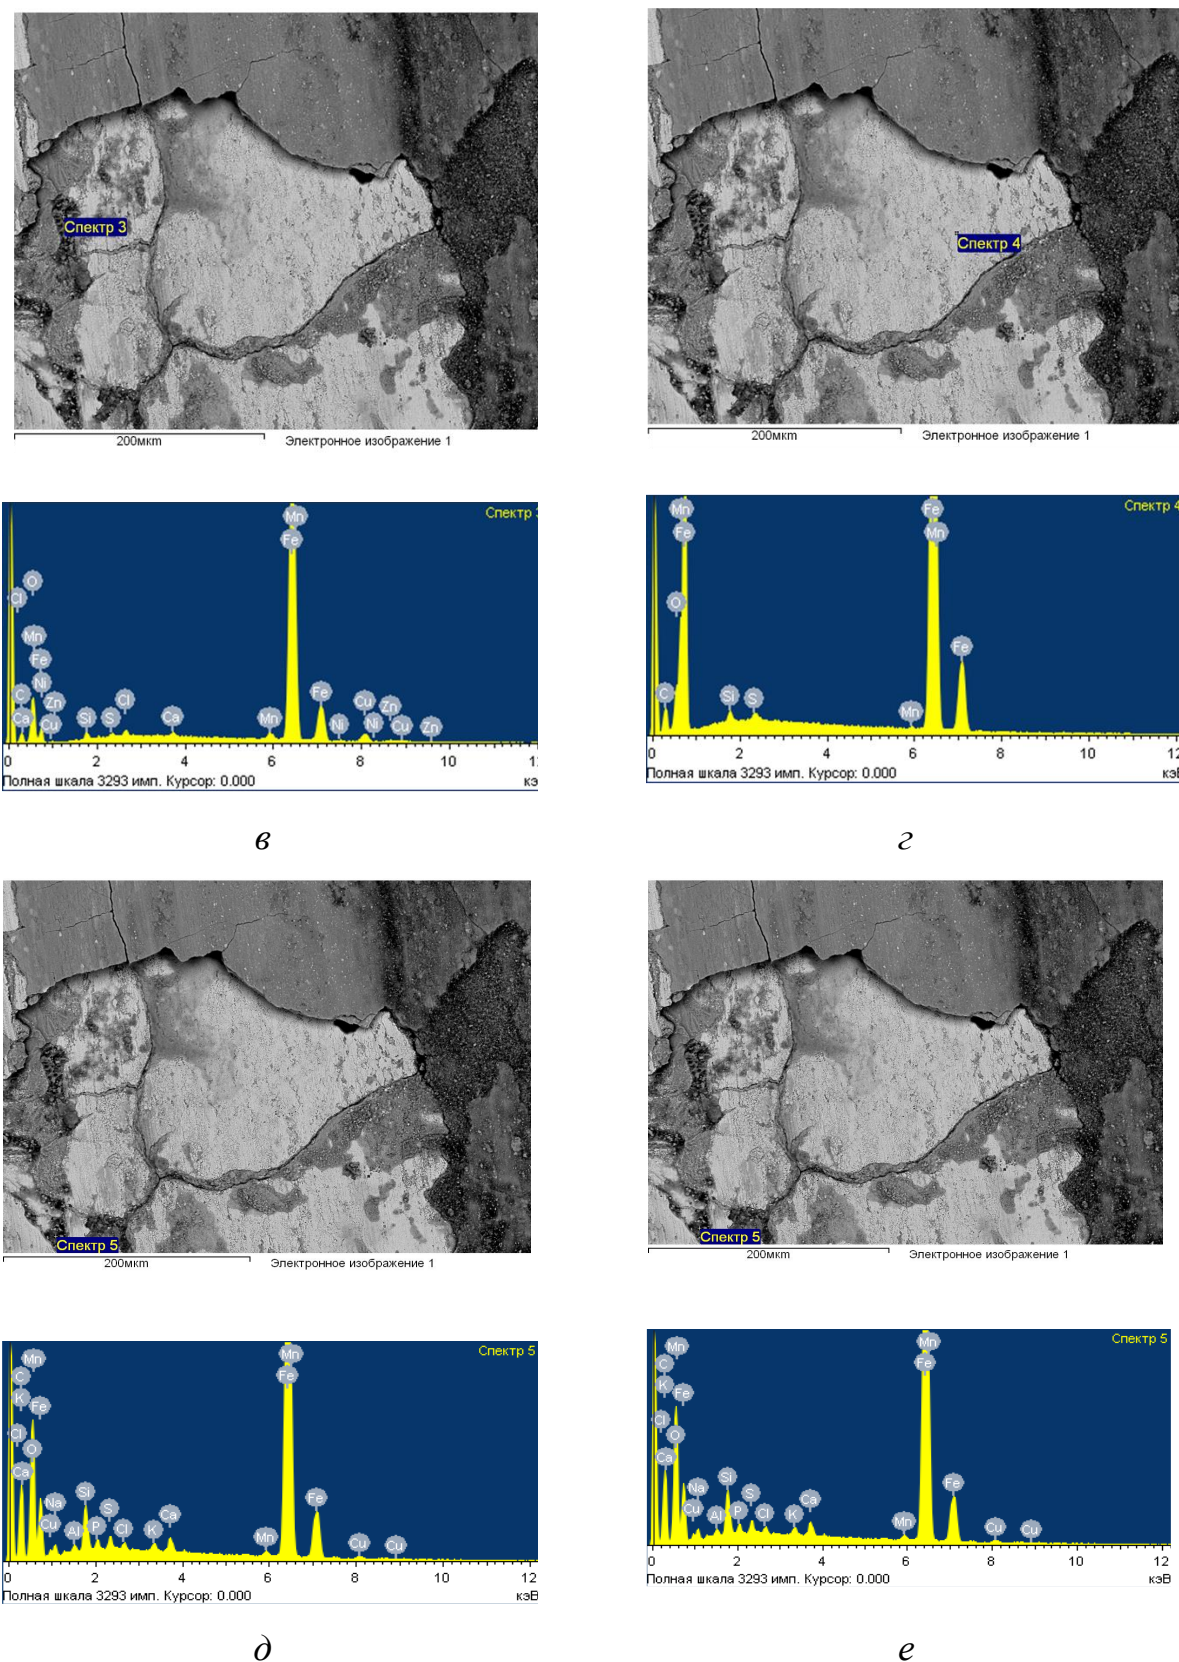 Спектр 3
200мкm Электронное изображение 1
Спектр 4
200мкm Электронное изображение 1
Спектр 3
Mn
Fe
O
Cl
Mn
Fe
Ni
C
Zn
Ca
Cu
Si
S
Cl
Ca
Mn
Fe
Ni
Cu
Zn
Ni
Cu
Zn
0 2 4 6 8 10 1
Полная шкала 3293 имп. Курсор: 0.000 кэ
в
Спектр 4
Mn
Fe
O
C
Si
S
Mn
Fe
Mn
Fe
0 2 4 6 8 10 12
Полная шкала 3293 имп. Курсор: 0.000 кэВ
г
Спектр 5
200мкm Электронное изображение 1
Спектр 5
200мкm Электронное изображение 1
Спектр 5
Mn
C
K
Fe
Cl
O
Ca
Na
Cu
Al
Si
P
S
Cl
K
Ca
Mn
Mn
Fe
Fe
Cu
Cu
0 2 4 6 8 10 12
Полная шкала 3293 имп. Курсор: 0.000 кэВ
д
Спектр 5
Mn
C
K
Fe
Cl
O
Ca
Na
Cu
Al
Si
P
S
Cl
K
Ca
Mn
Mn
Fe
Fe
Cu
Cu
0 2 4 6 8 10 12
Полная шкала 3293 имп. Курсор: 0.000 кэВ
е